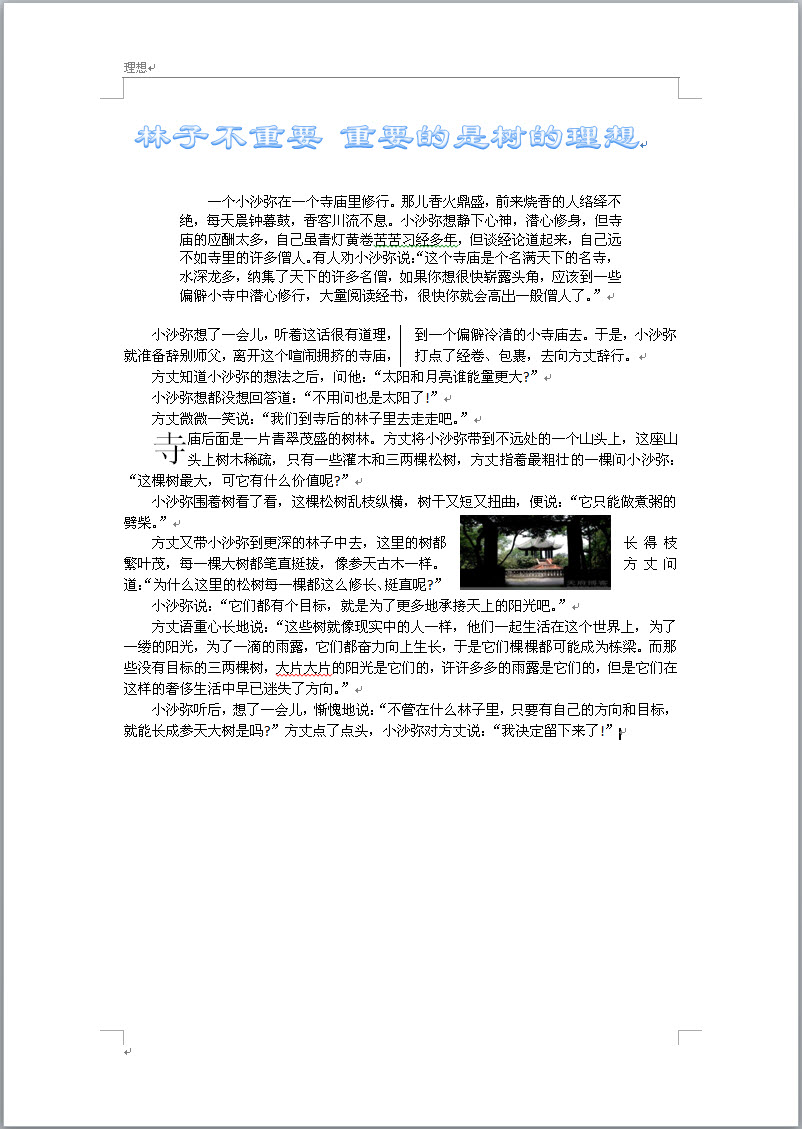 理想
林子不重要 重要的是树的理想
一个小沙弥在一个寺庙里修行。那儿香火鼎盛，前来烧香的人络绎不
绝，每天晨钟暮鼓，香客川流不息。小沙弥想静下心神，潜心修身，但寺
庙的应酬太多，自己虽青灯黄卷苦苦习经多年，但谈经论道起来，自己远
不如寺里的许多僧人。有人劝小沙弥说：“这个寺庙是个名满天下的名寺，
水深龙多，纳集了天下的许多名僧，如果你想很快崭露头角，应该到一些
偏僻小寺中潜心修行，大量阅读经书，很快你就会高出一般僧人了。”
小沙弥想了一会儿，听着这话很有道理，
就准备辞别师父，离开这个喧闹拥挤的寺庙，
到一个偏僻冷清的小寺庙去。于是，小沙弥
打点了经卷、包裹，去向方丈辞行。
方丈知道小沙弥的想法之后，问他：“太阳和月亮谁能量更大?”
小沙弥想都没想回答道：“不用问也是太阳了!”
方丈微微一笑说：“我们到寺后的林子里去走走吧。”
寺庙后面是一片青翠茂盛的树林。方丈将小沙弥带到不远处的一个山头上，这座山
头上树木稀疏，只有一些灌木和三两棵松树，方丈指着最粗壮的一棵问小沙弥：
“这棵树最大，可它有什么价值呢?”
小沙弥围着树看了看，这棵松树乱枝纵横，树干又短又扭曲，便说：“它只能做煮粥的
劈柴。”
方丈又带小沙弥到更深的林子中去，这里的树都长得枝
繁叶茂，每一棵大树都笔直挺拔，像参天古木一样。方丈问
道：“为什么这里的松树每一棵都这么修长、挺直呢?”
小沙弥说：“它们都有个目标，就是为了更多地承接天上的阳光吧。”
方丈语重心长地说：“这些树就像现实中的人一样，他们一起生活在这个世界上，为了
一缕的阳光，为了一滴的雨露，它们都奋力向上生长，于是它们棵棵都可能成为栋梁。而那
些没有目标的三两棵树，大片大片的阳光是它们的，许许多多的雨露是它们的，但是它们在
这样的奢侈生活中早已迷失了方向。”
小沙弥听后，想了一会儿，惭愧地说：“不管在什么林子里，只要有自己的方向和目标，
就能长成参天大树是吗?”方丈点了点头，小沙弥对方丈说：“我决定留下来了!”